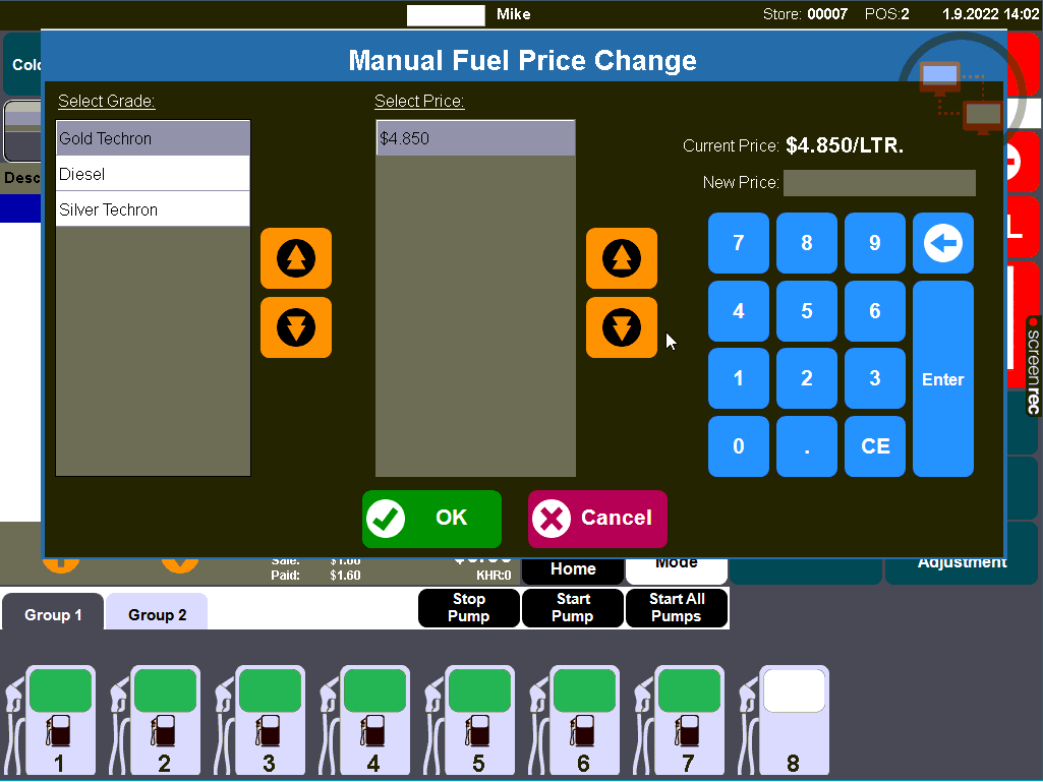 Mike
Store: 00007 POS:2 1.9.2022 14:02
Manual Fuel Price Change
Select Grade:
Gold Techron
Diesel
Silver Techron
Select Price:
$4.850
Current Price: $4.850/LTR.
New Price:
7 8 9
4 5 6
1 2 3
Enter
0 . CE
OK
Cancel
Desc
L
screenrec
Sale: $1.60
Paid: $1.60
KHR:0
Home
Mode
Adjustment
Group 1
Group 2
Stop
Pump
Start
Pump
Start All
Pumps
1 2 3 4 5 6 7 8